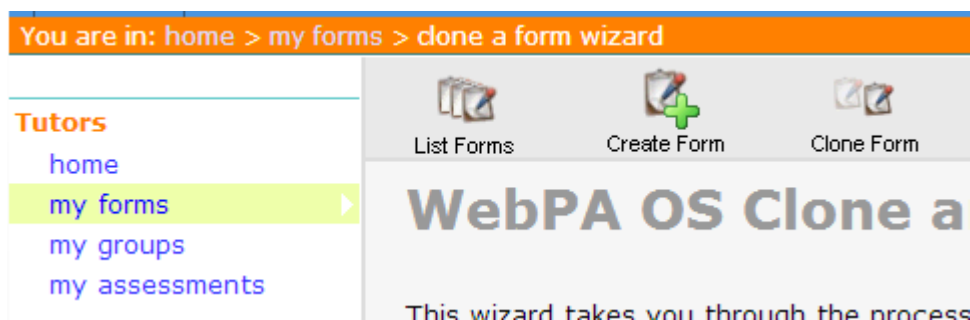 You are in: home > my forms > clone a form wizard
Tutors
home
my forms
my groups
my assessments
List Forms
Create Form
Clone Form
WebPA OS Clone a
This wizard takes you through the process